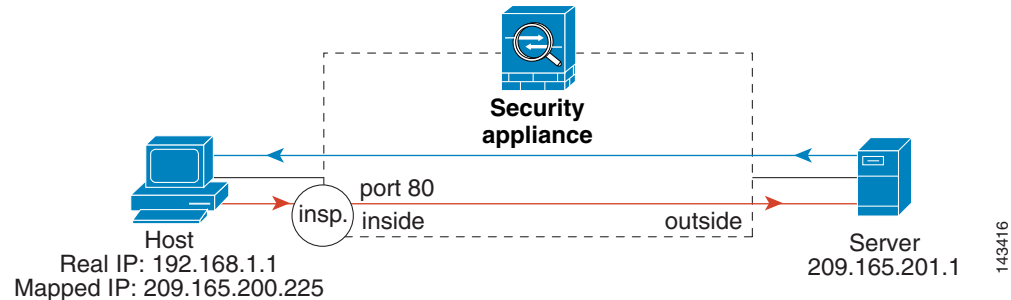 Security
appliance
port 80
insp.
inside
outside
Host
Real IP: 192.168.1.1
Mapped IP: 209.165.200.225
Server
209.165.201.1
143416